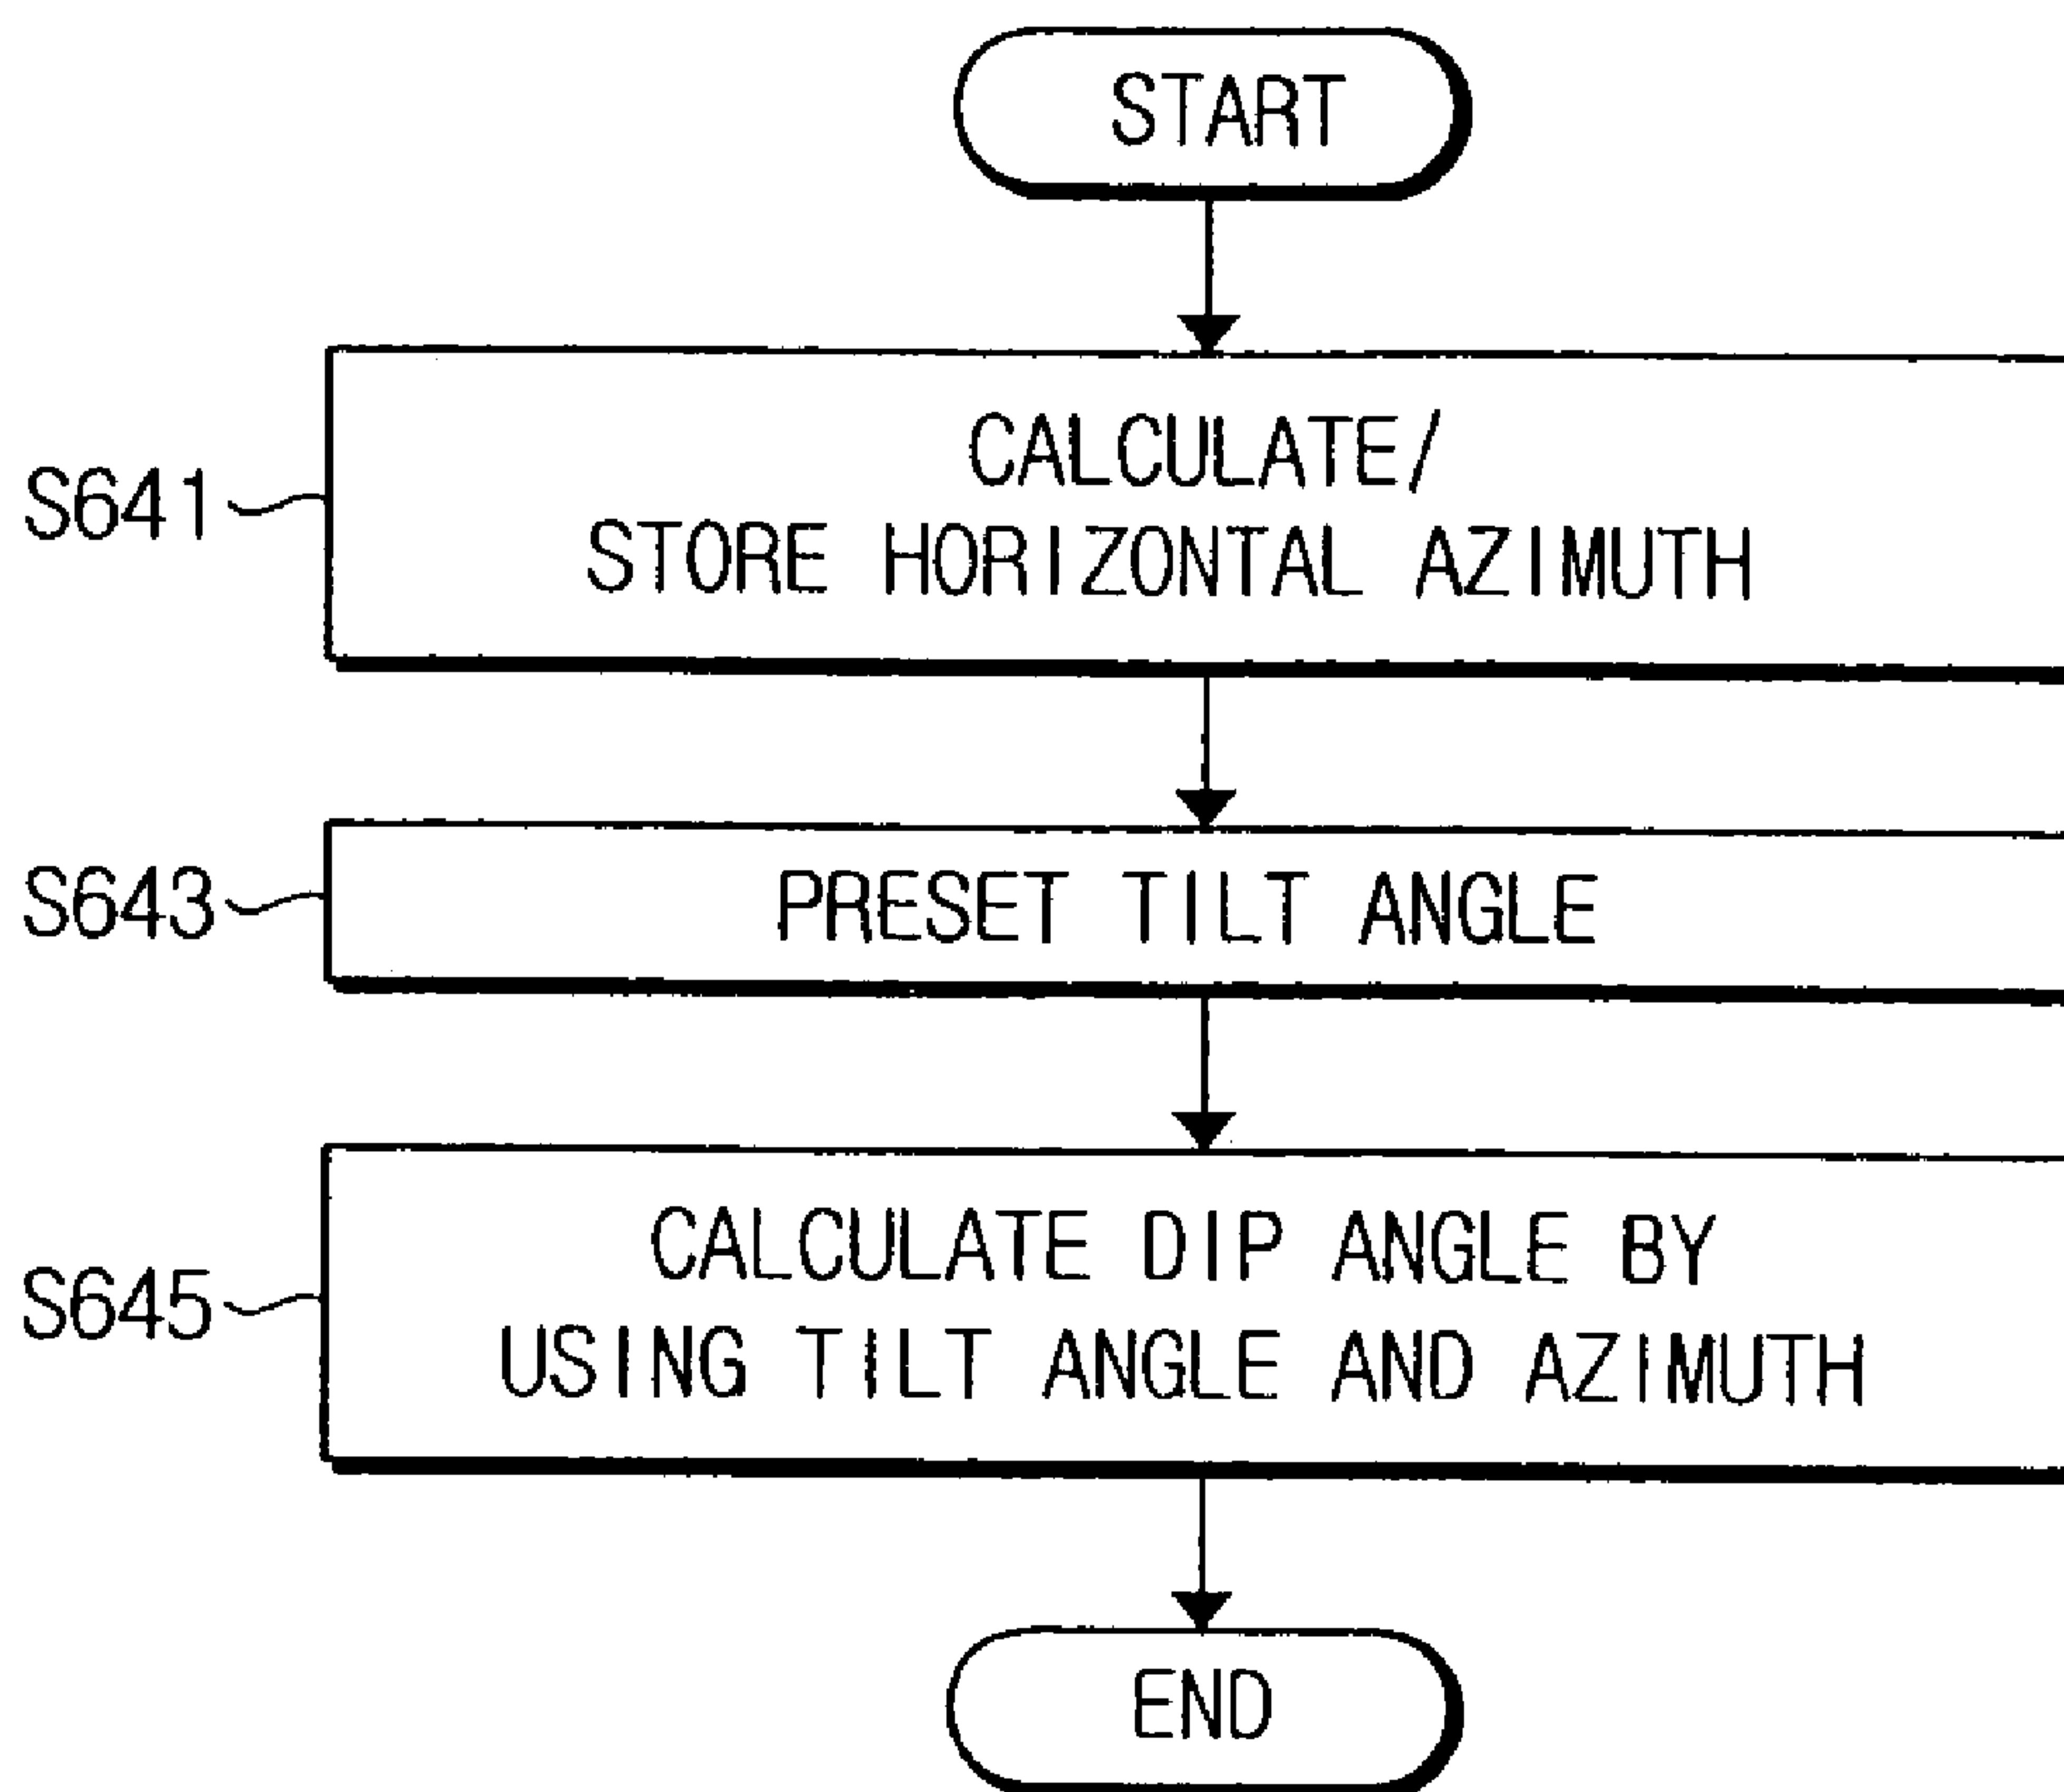 START
S641
CALCULATE/
STORE HORIZONTAL AZIMUTH
S643
PRESET TILT ANGLE
S645
CALCULATE DIP ANGLE BY
USING TILT ANGLE AND AZIMUTH
END